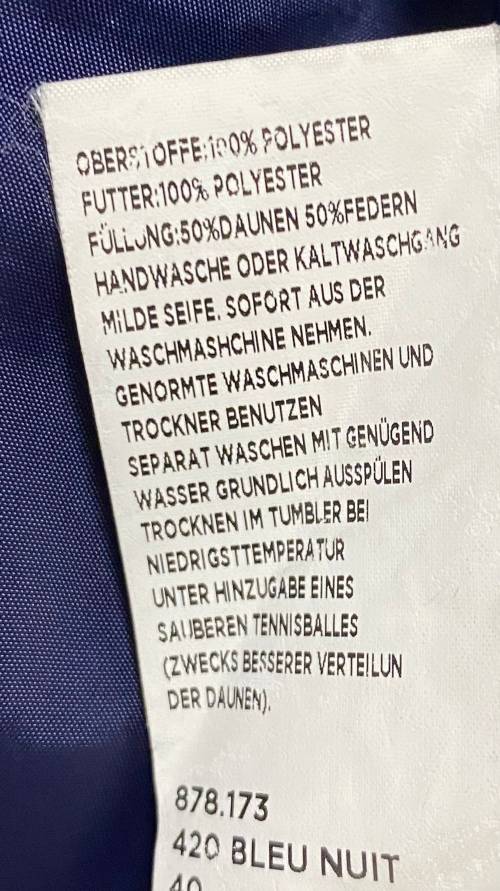 OBERSTOFFE:100% POLYESTER
FUTTER:100% POLYESTER
FÜLLUNG:50%DAUNEN 50%FEDERN
HANDWASCHE ODER KALTWASCHGANG
MILDE SEIFE. SOFORT AUS DER
WASCHMASHCHINE NEHMEN.
GENORMTE WASCHMASCHINEN UND
TROCKNER BENUTZEN
SEPARAT WASCHEN MIT GENÜGEND
WASSER GRUNDLICH AUSSPÜLEN
TROCKNEN IM TUMBLER BEI
NIEDRIGSTTEMPERATUR
UNTER HINZUGABE EINES
SAUBEREN TENNISBALLES
(ZWECKS BESSERER VERTEILUN
DER DAUNEN).
878.173
420 BLEU NUIT
40